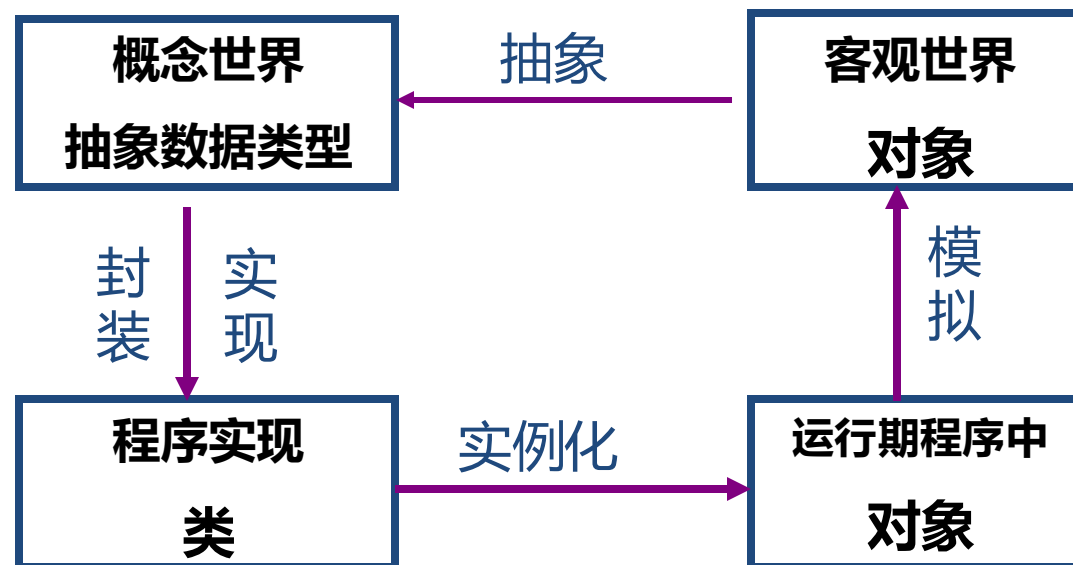 概念世界
抽象数据类型
抽象
客观世界
对象
封
装
实
现
模
拟
程序实现
类
实例化
运行期程序中
对象